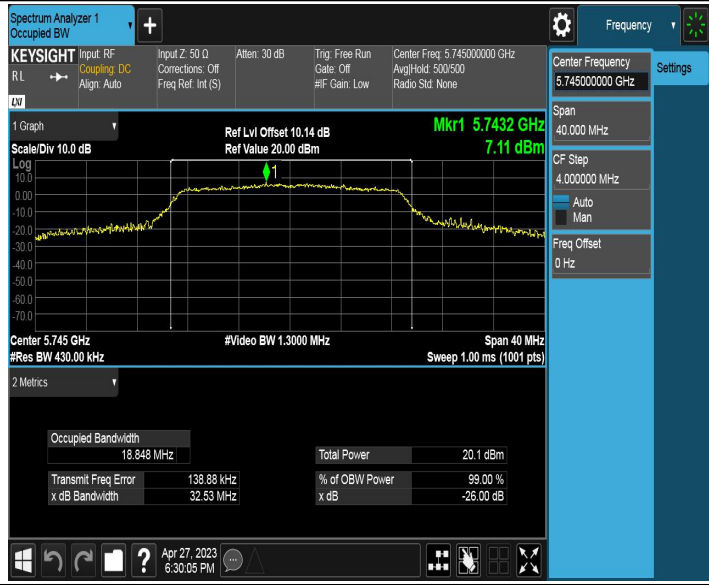 Spectrum Analyzer 1
Occupied BW
Frequency
KEYSIGHT
RL
LXI
Input: RF
Coupling: DC
Align: Auto
Input Z: 50 Ω
Corrections: Off
Freq Ref: Int (S)
Atten: 30 dB
Trig: Free Run
Gate: Off
#IF Gain: Low
Center Freq: 5.745000000 GHz
Avg|Hold: 500/500
Radio Std: None
Center Frequency
5.745000000 GHz
Settings
Span
40.000 MHz
CF Step
4.000000 MHz
Auto
Man
Freq Offset
0 Hz
1 Graph
Scale/Div 10.0 dB
Ref Lvl Offset 10.14 dB
Ref Value 20.00 dBm
Mkr1 5.7432 GHz
7.11 dBm
Log
10.0
0.00
-10.0
-20.0
-30.0
-40.0
-50.0
-60.0
-70.0
1
Center 5.745 GHz
#Res BW 430.00 kHz
#Video BW 1.3000 MHz
Span 40 MHz
Sweep 1.00 ms (1001 pts)
2 Metrics
Occupied Bandwidth
18.848 MHz
Transmit Freq Error 138.88 kHz
x dB Bandwidth 32.53 MHz
Total Power 20.1 dBm
% of OBW Power 99.00 %
x dB -26.00 dB
?
Apr 27, 2023
6:30:05 PM